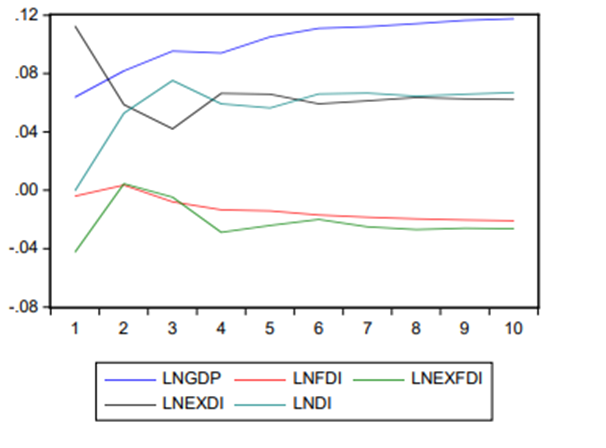 .12
.08
.04
.00
-.04
-.08
1 2 3 4 5 6 7 8 9 10
LNGDP LNFDI LNEXFDI
LNEXDI LNDI